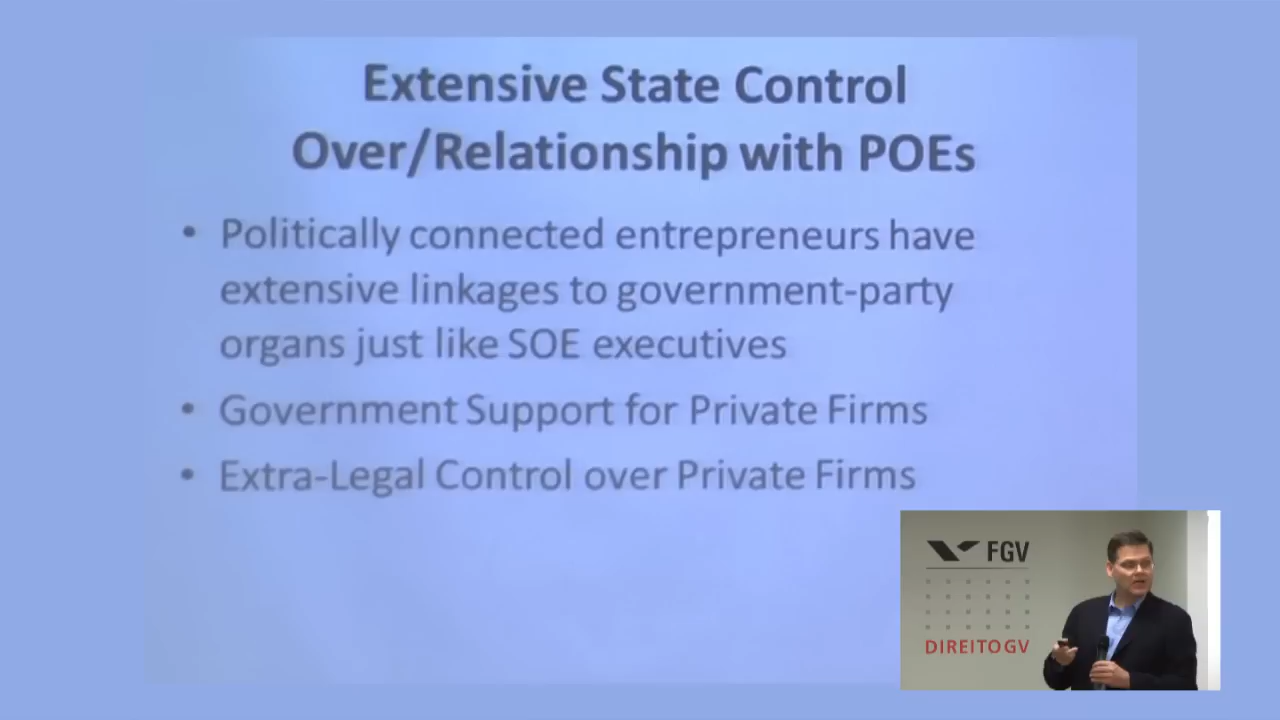 Extensive State Control
Over/Relationship with POEs
• Politically connected entrepreneurs have
extensive linkages to government-party
organs just like SOE executives
• Government Support for Private Firms
• Extra-Legal Control over Private Firms
FGV
DIREITO GV